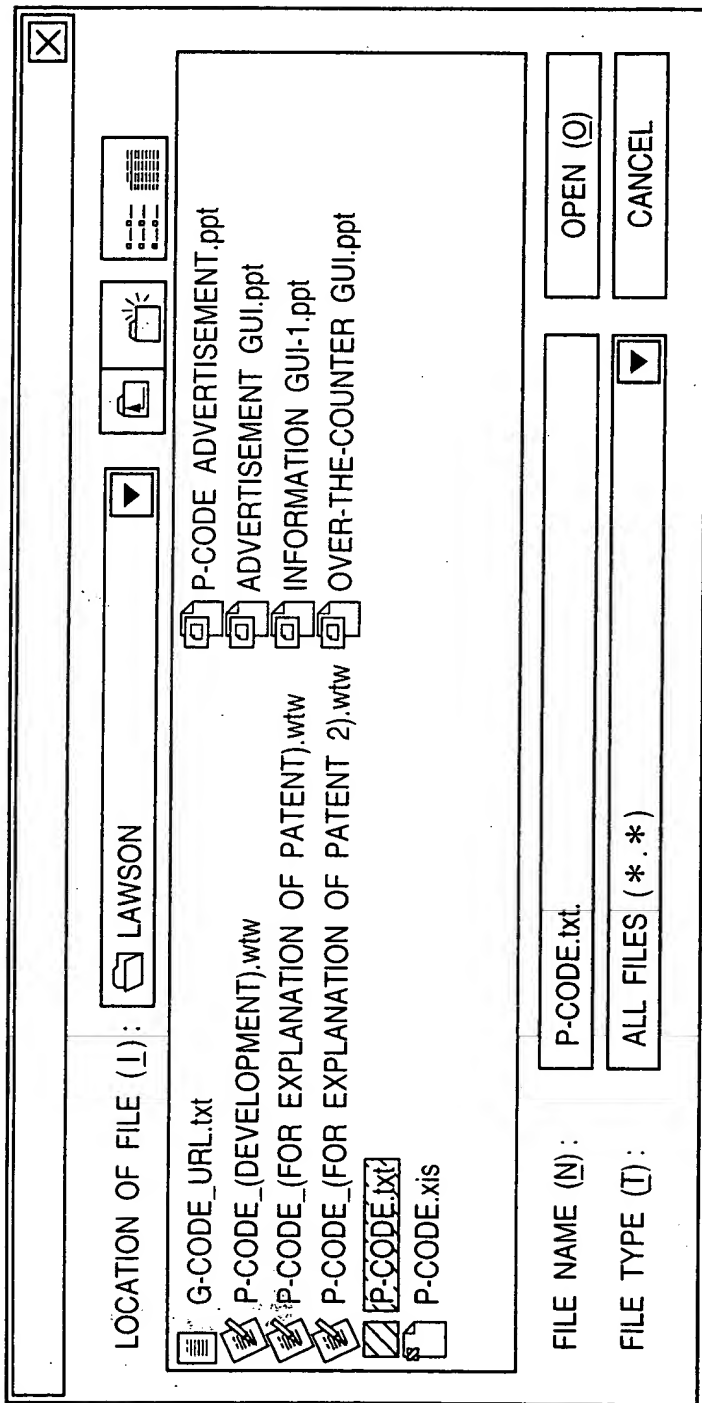 LOCATION OF FILE (I): LAWSON
G-CODE_URL.txt
P-CODE_(DEVELOPMENT).wtw
P-CODE_(FOR EXPLANATION OF PATENT).wtw
P-CODE_(FOR EXPLANATION OF PATENT 2).wtw
P-CODE.txt
P-CODE.xis
P-CODE ADVERTISEMENT.ppt
ADVERTISEMENT GUI.ppt
INFORMATION GUI-1.ppt
OVER-THE-COUNTER GUI.ppt
FILE NAME (N): P-CODE.txt. OPEN (O)
FILE TYPE (T): ALL FILES (*.*) CANCEL